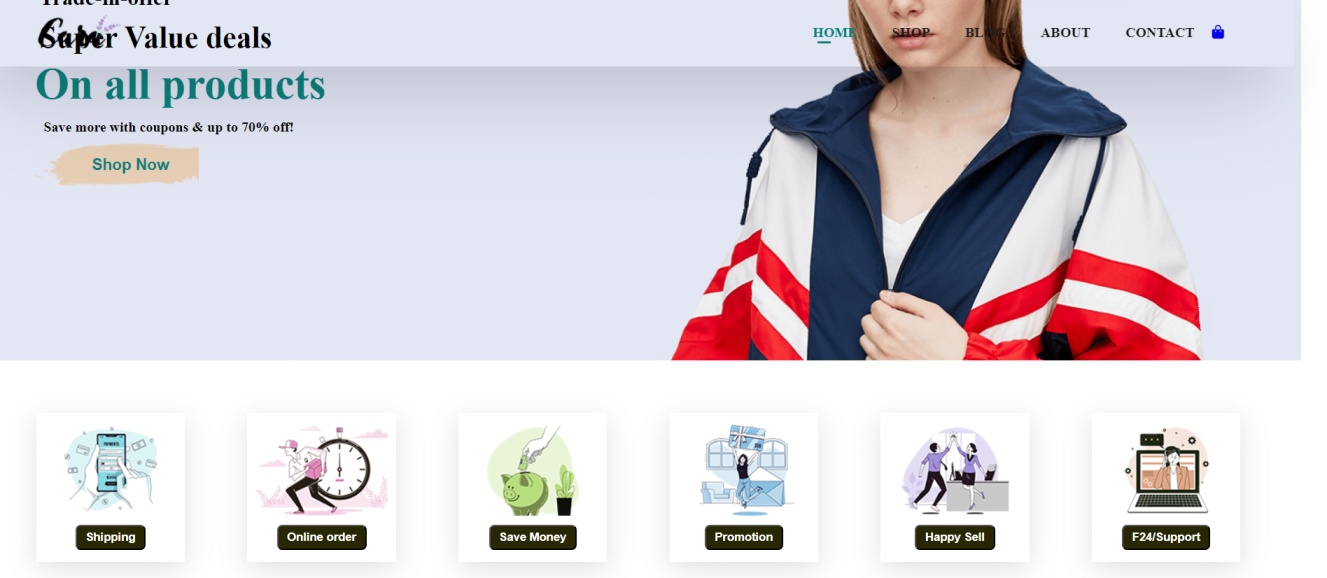 Trade-in-offer
Cara
HOME SHOP BLOG ABOUT CONTACT
Super Value deals
On all products
Save more with coupons & up to 70% off!
Shop Now
PAYMENTS
Shipping
Online order
Save Money
Promotion
Happy Sell
F24/Support